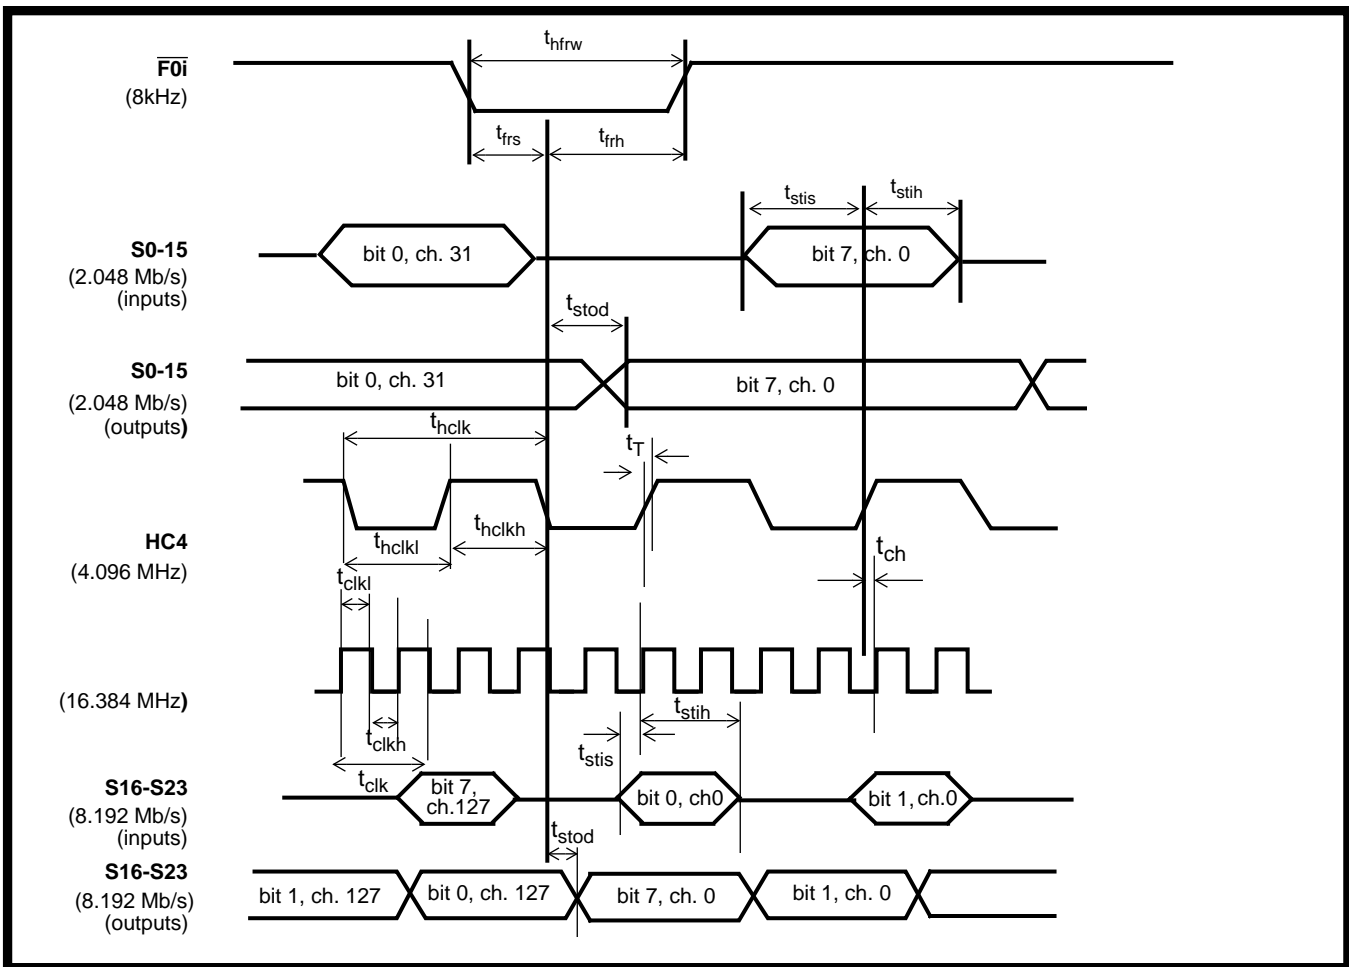 thfrw
F0i
(8kHz)
tfrs
tfrh
tstis
tstih
S0-15
(2.048 Mb/s)
(inputs)
bit 0, ch. 31
bit 7, ch. 0
tstod
S0-15
(2.048 Mb/s)
(outputs)
bit 0, ch. 31
bit 7, ch. 0
thclk
tT
HC4
(4.096 MHz)
thclkl
thclkh
tch
tclkl
(16.384 MHz)
tclkh
tclk
tstis
tstih
S16-S23
(8.192 Mb/s)
(inputs)
bit 7,
ch.127
bit 0, ch0
bit 1, ch.0
tstod
S16-S23
(8.192 Mb/s)
(outputs)
bit 1, ch. 127
bit 0, ch. 127
bit 7, ch. 0
bit 1, ch. 0